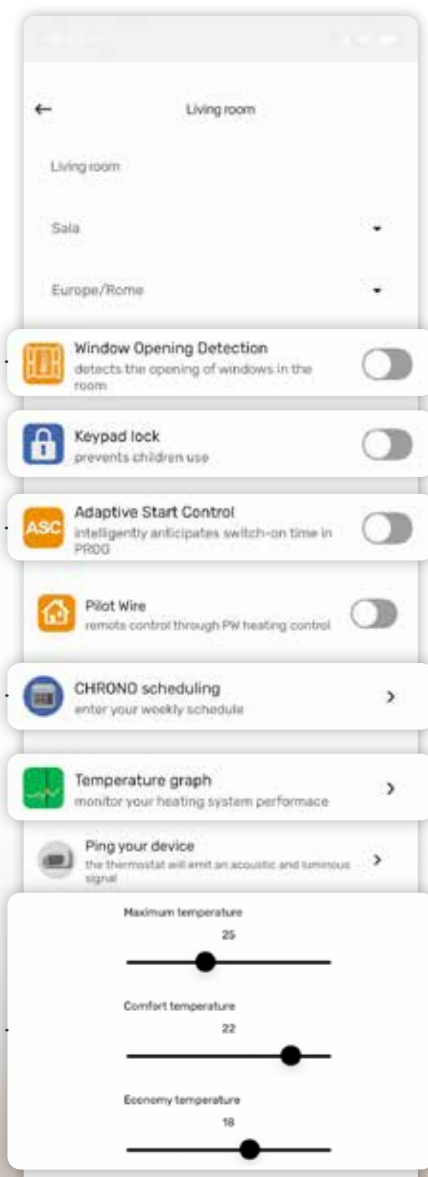 Living room
Living room
Sala
Europe/Rome
Window Opening Detection
detects the opening of windows in the
room
Keypad lock
prevents children use
ASC
Adaptive Start Control
intelligently anticipates switch-on time in
PROG
Pilot Wire
remote control through PW heating control
CHRONO scheduling
enter your weekly schedule
Temperature graph
monitor your heating system performace
Ping your device
the thermostat will emit an acoustic and luminous
signal
Maximum temperature
25
Comfort temperature
22
Economy temperature
18